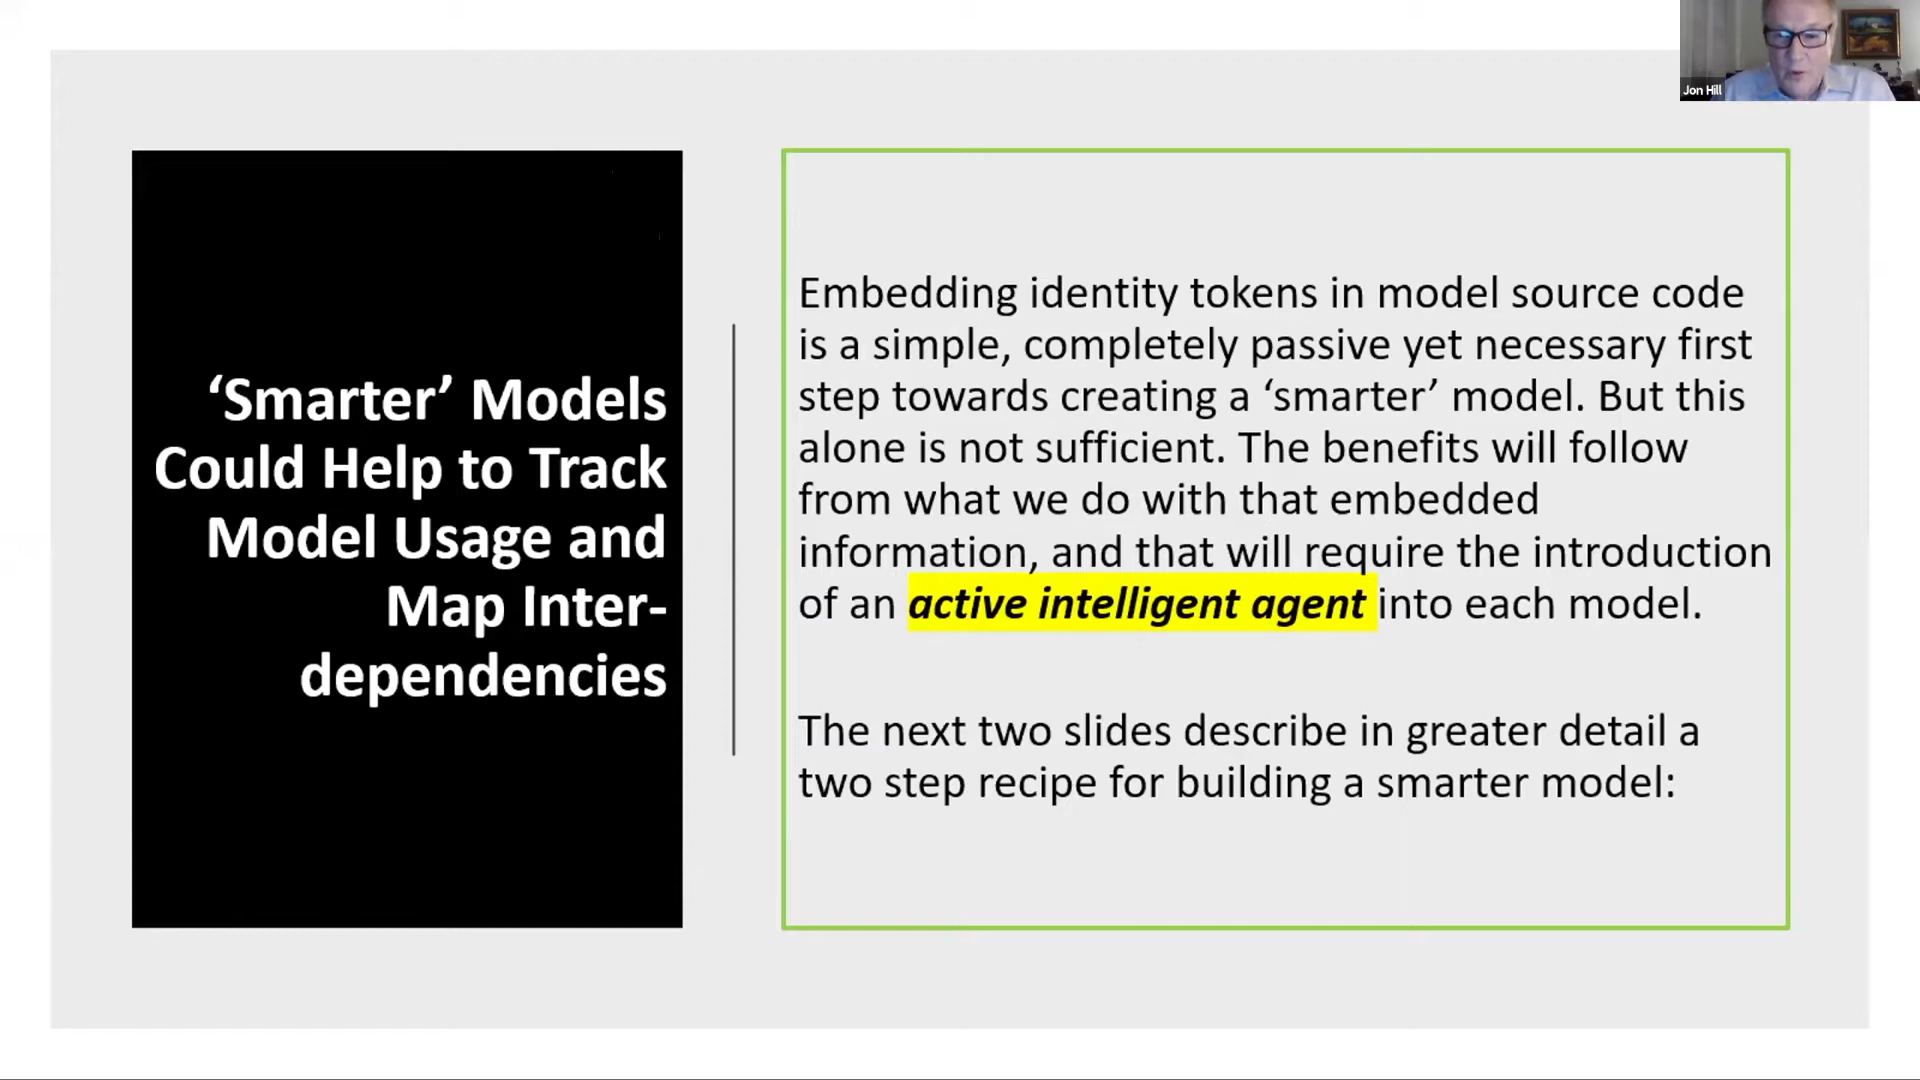 Jon Hill
‘Smarter’ Models
Could Help to Track
Model Usage and
Map Inter-
dependencies
Embedding identity tokens in model source code
is a simple, completely passive yet necessary first
step towards creating a ‘smarter’ model. But this
alone is not sufficient. The benefits will follow
from what we do with that embedded
information, and that will require the introduction
of an active intelligent agent into each model.
The next two slides describe in greater detail a
two step recipe for building a smarter model: